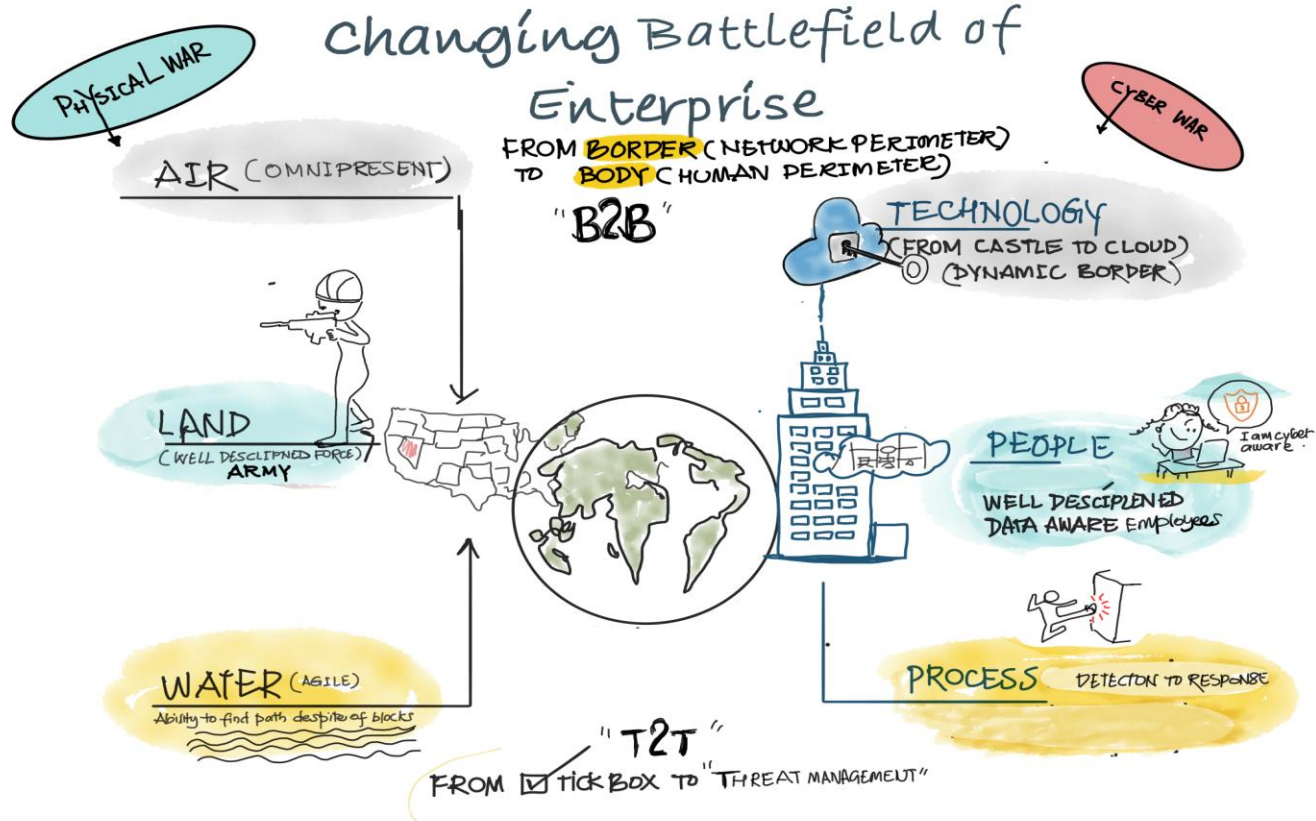 Changing Battlefield of
Enterprise
PHYSICAL WAR
CYBER WAR
FROM BORDER (NETWORK PERIMETER)
TO BODY (HUMAN PERIMETER)
"B2B"
AIR (OMNIPRESENT)
LAND
(WELL DESCLIPNED FORCE)
ARMY
WATER (AGILE)
Ability to find path despite of blocks
TECHNOLOGY
(FROM CASTLE TO CLOUD)
(DYNAMIC BORDER)
PEOPLE
I am cyber
aware.
WELL DESCIPLENED
DATA AWARE Employees
PROCESS DETECTON TO RESPONSE
"T2T"
FROM TICK BOX TO "THREAT MANAGEMENT"